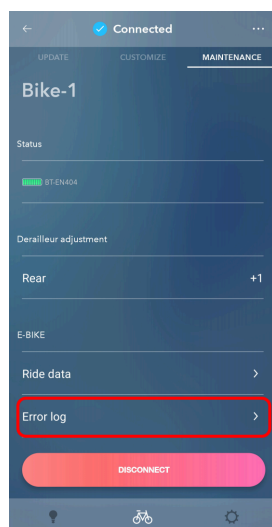 Connected
UPDATE CUSTOMIZE MAINTENANCE
Bike-1
Status
BT-EN404
Derailleur adjustment
Rear +1
E-BIKE
Ride data
Error log
DISCONNECT